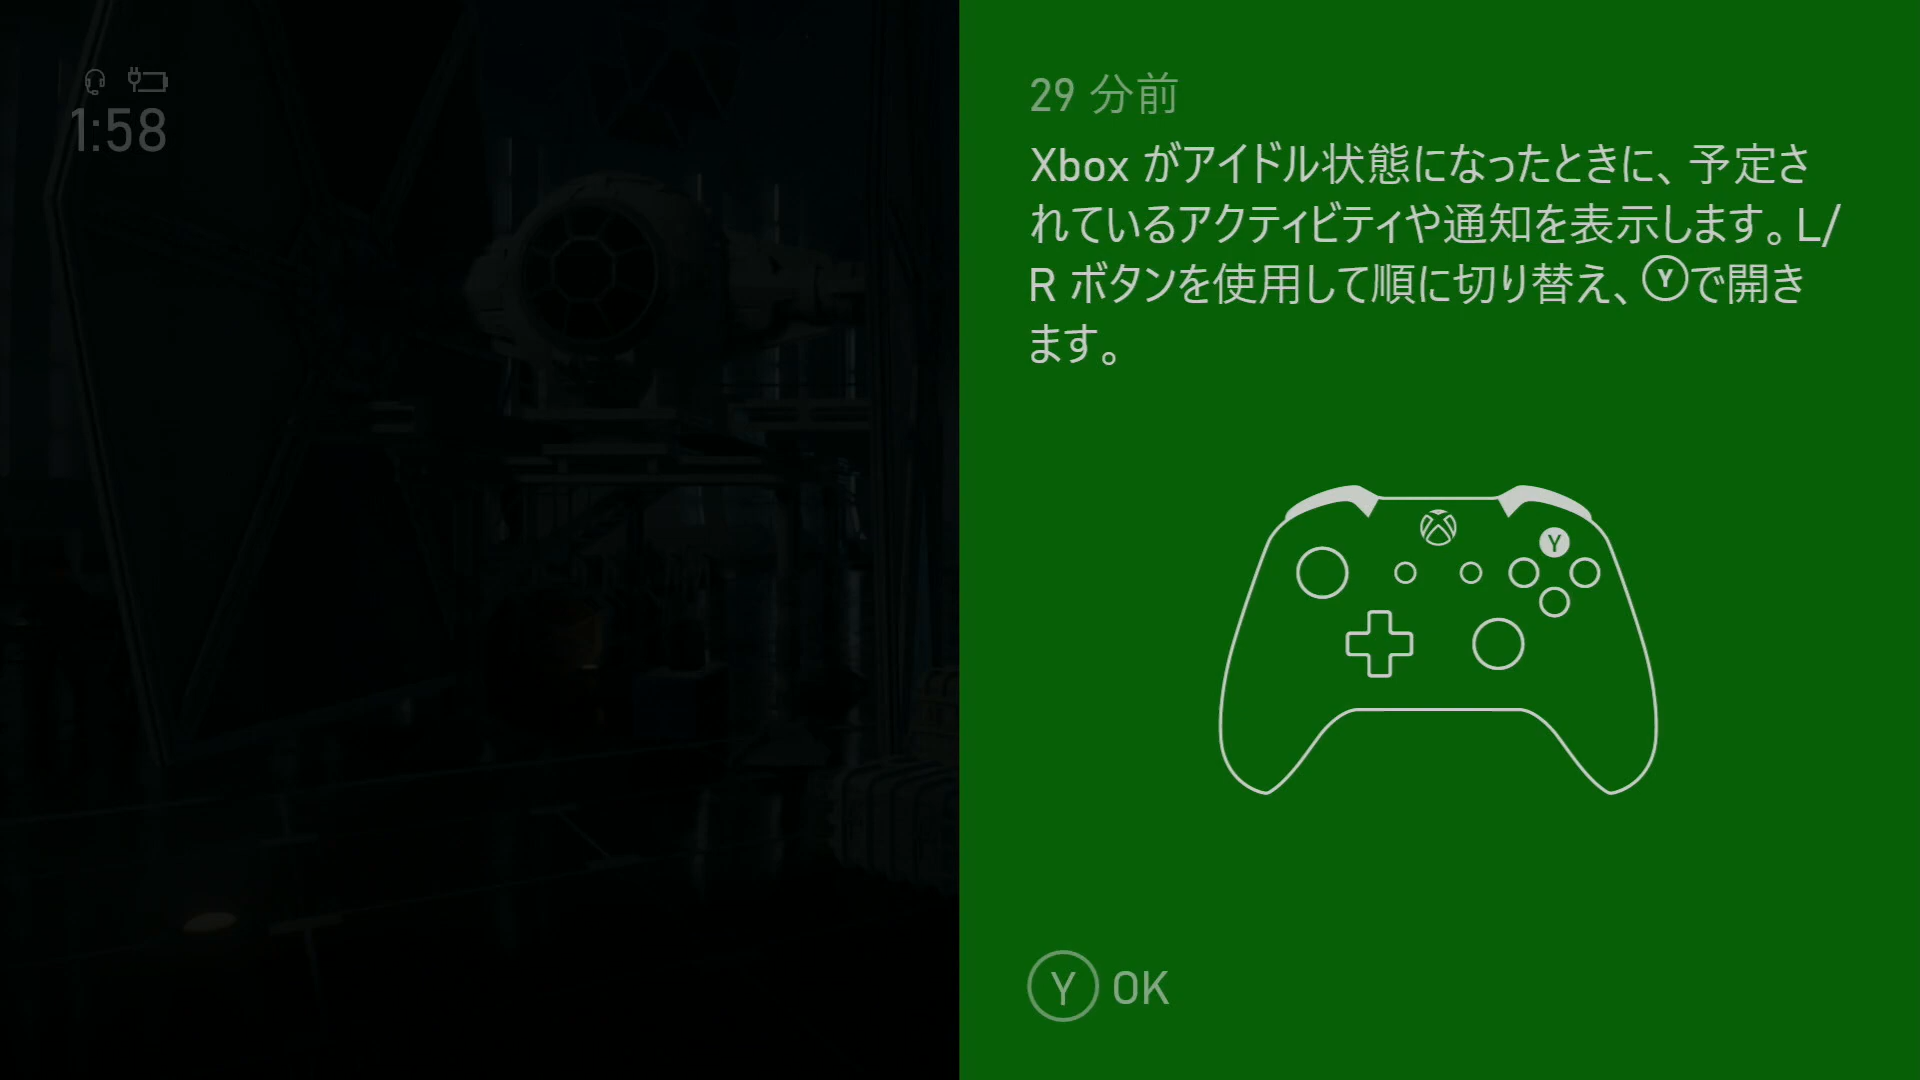 1:58
29 分前
Xbox がアイドル状態になったときに、予定さ
れているアクティビティや通知を表示します。L/
R ボタンを使用して順に切り替え、Ⓨで開き
ます。
Y
Y OK